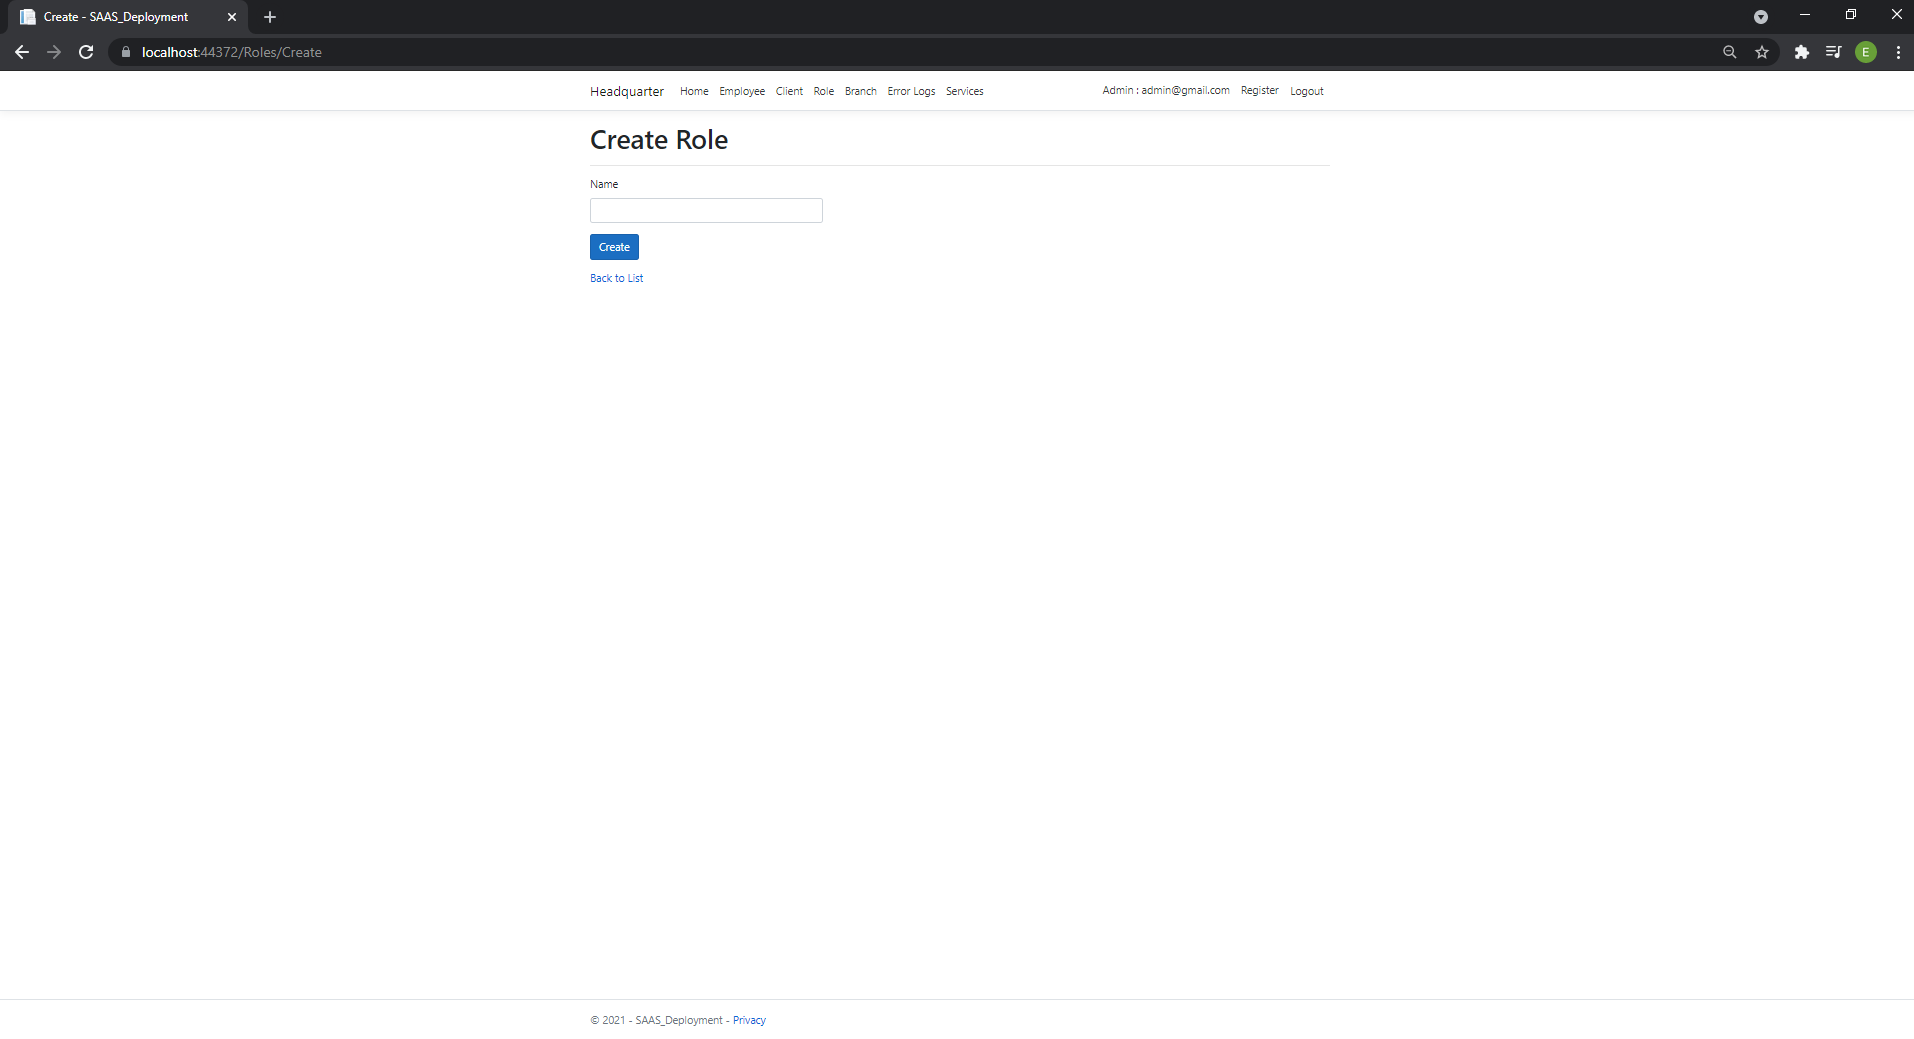 Create - SAAS_Deployment
localhost:44372/Roles/Create
E
Headquarter Home Employee Client Role Branch Error Logs Services Admin : admin@gmail.com Register Logout
Create Role
Name
Create
Back to List
© 2021 - SAAS_Deployment - Privacy